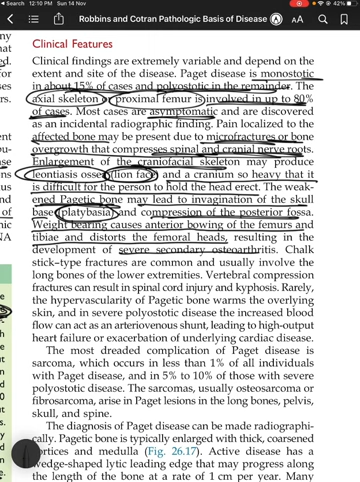 Search 12:10 PM Sun 14 Nov
42%
Robbins and Cotran Pathologic Basis of Disease
AA
Clinical Features
Clinical findings are extremely variable and depend on the
extent and site of the disease. Paget disease is monostotic
in about 15% of cases and polyostotic in the remainder. The
axial skeleton or proximal femur is involved in up to 80%
of cases. Most cases are asymptomatic and are discovered
as an incidental radiographic finding. Pain localized to the
affected bone may be present due to microfractures or bone
overgrowth that compresses spinal and cranial nerve roots.
Enlargement of the craniofacial skeleton may produce
leontiasis ossea (lion face) and a cranium so heavy that it
is difficult for the person to hold the head erect. The weak-
ened Pagetic bone may lead to invagination of the skull
base (platybasia) and compression of the posterior fossa.
Weight bearing causes anterior bowing of the femurs and
tibiae and distorts the femoral heads, resulting in the
development of severe secondary osteoarthritis. Chalk
stick–type fractures are common and usually involve the
long bones of the lower extremities. Vertebral compression
fractures can result in spinal cord injury and kyphosis. Rarely,
the hypervascularity of Pagetic bone warms the overlying
skin, and in severe polyostotic disease the increased blood
flow can act as an arteriovenous shunt, leading to high-output
heart failure or exacerbation of underlying cardiac disease.
The most dreaded complication of Paget disease is
sarcoma, which occurs in less than 1% of all individuals
with Paget disease, and in 5% to 10% of those with severe
polyostotic disease. The sarcomas, usually osteosarcoma or
fibrosarcoma, arise in Paget lesions in the long bones, pelvis,
skull, and spine.
The diagnosis of Paget disease can be made radiographi-
cally. Pagetic bone is typically enlarged with thick, coarsened
cortices and medulla (Fig. 26.17). Active disease has a
wedge-shaped lytic leading edge that may progress along
the length of the bone at a rate of 1 cm per year. Many